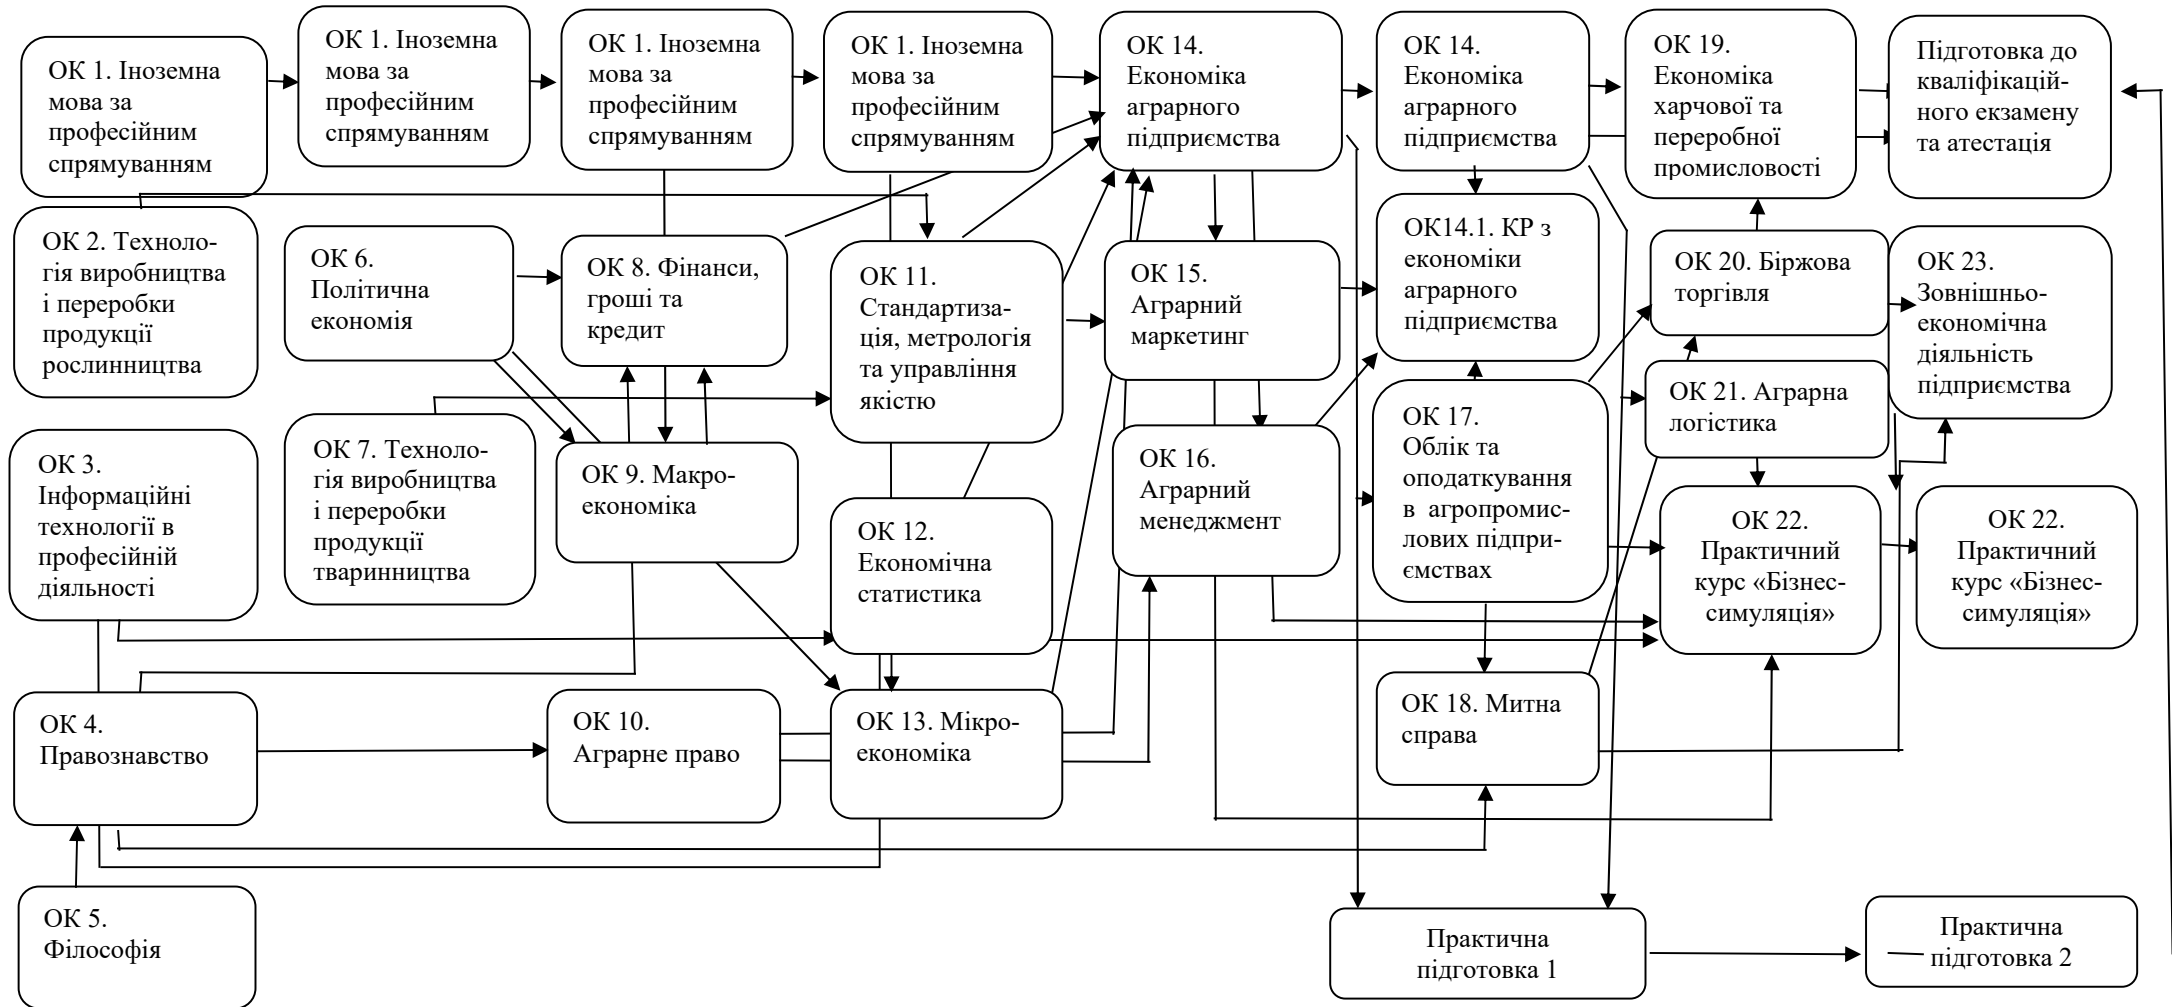 ОК 1. Іноземна
мова за
професійним
спрямуванням
ОК 1. Іноземна
мова за
професійним
спрямуванням
ОК 1. Іноземна
мова за
професійним
спрямуванням
ОК 1. Іноземна
мова за
професійним
спрямуванням
ОК 14.
Економіка
аграрного
підприємства
ОК 14.
Економіка
аграрного
підприємства
ОК 19.
Економіка
харчової та
переробної
промисловості
Підготовка до
кваліфікацій-
ного екзамену
та атестація
ОК 2. Техноло-
гія виробництва
і переробки
продукції
рослинництва
ОК 6.
Політична
економія
ОК 8. Фінанси,
гроші та
кредит
ОК 11.
Стандартиза-
ція, метрологія
та управління
якістю
ОК 15.
Аграрний
маркетинг
ОК14.1. КР з
економіки
аграрного
підприємства
ОК 20. Біржова
торгівля
ОК 23.
Зовнішньо-
економічна
діяльність
підприємства
ОК 21. Аграрна
логістика
ОК 3.
Інформаційні
технології в
професійній
діяльності
ОК 7. Техноло-
гія виробництва
і переробки
продукції
тваринництва
ОК 9. Макро-
економіка
ОК 12.
Економічна
статистика
ОК 16.
Аграрний
менеджмент
ОК 17.
Облік та
оподаткування
в агропромис-
лових підпри-
ємствах
ОК 22.
Практичний
курс «Бізнес-
симуляція»
ОК 22.
Практичний
курс «Бізнес-
симуляція»
ОК 4.
Правознавство
ОК 10.
Аграрне право
ОК 13. Мікро-
економіка
ОК 18. Митна
справа
ОК 5.
Філософія
Практична
підготовка 1
Практична
підготовка 2